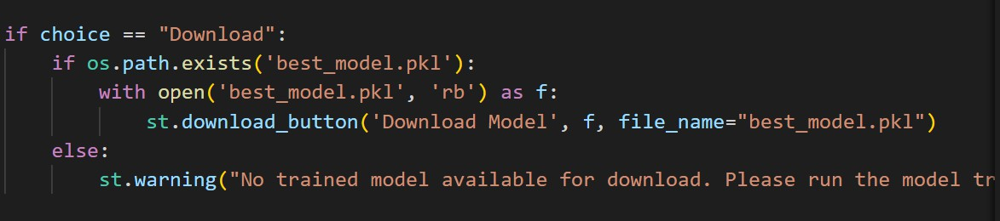 if choice == "Download":
    if os.path.exists('best_model.pkl'):
        with open('best_model.pkl', 'rb') as f:
            st.download_button('Download Model', f, file_name="best_model.pkl")
    else:
        st.warning("No trained model available for download. Please run the model tr